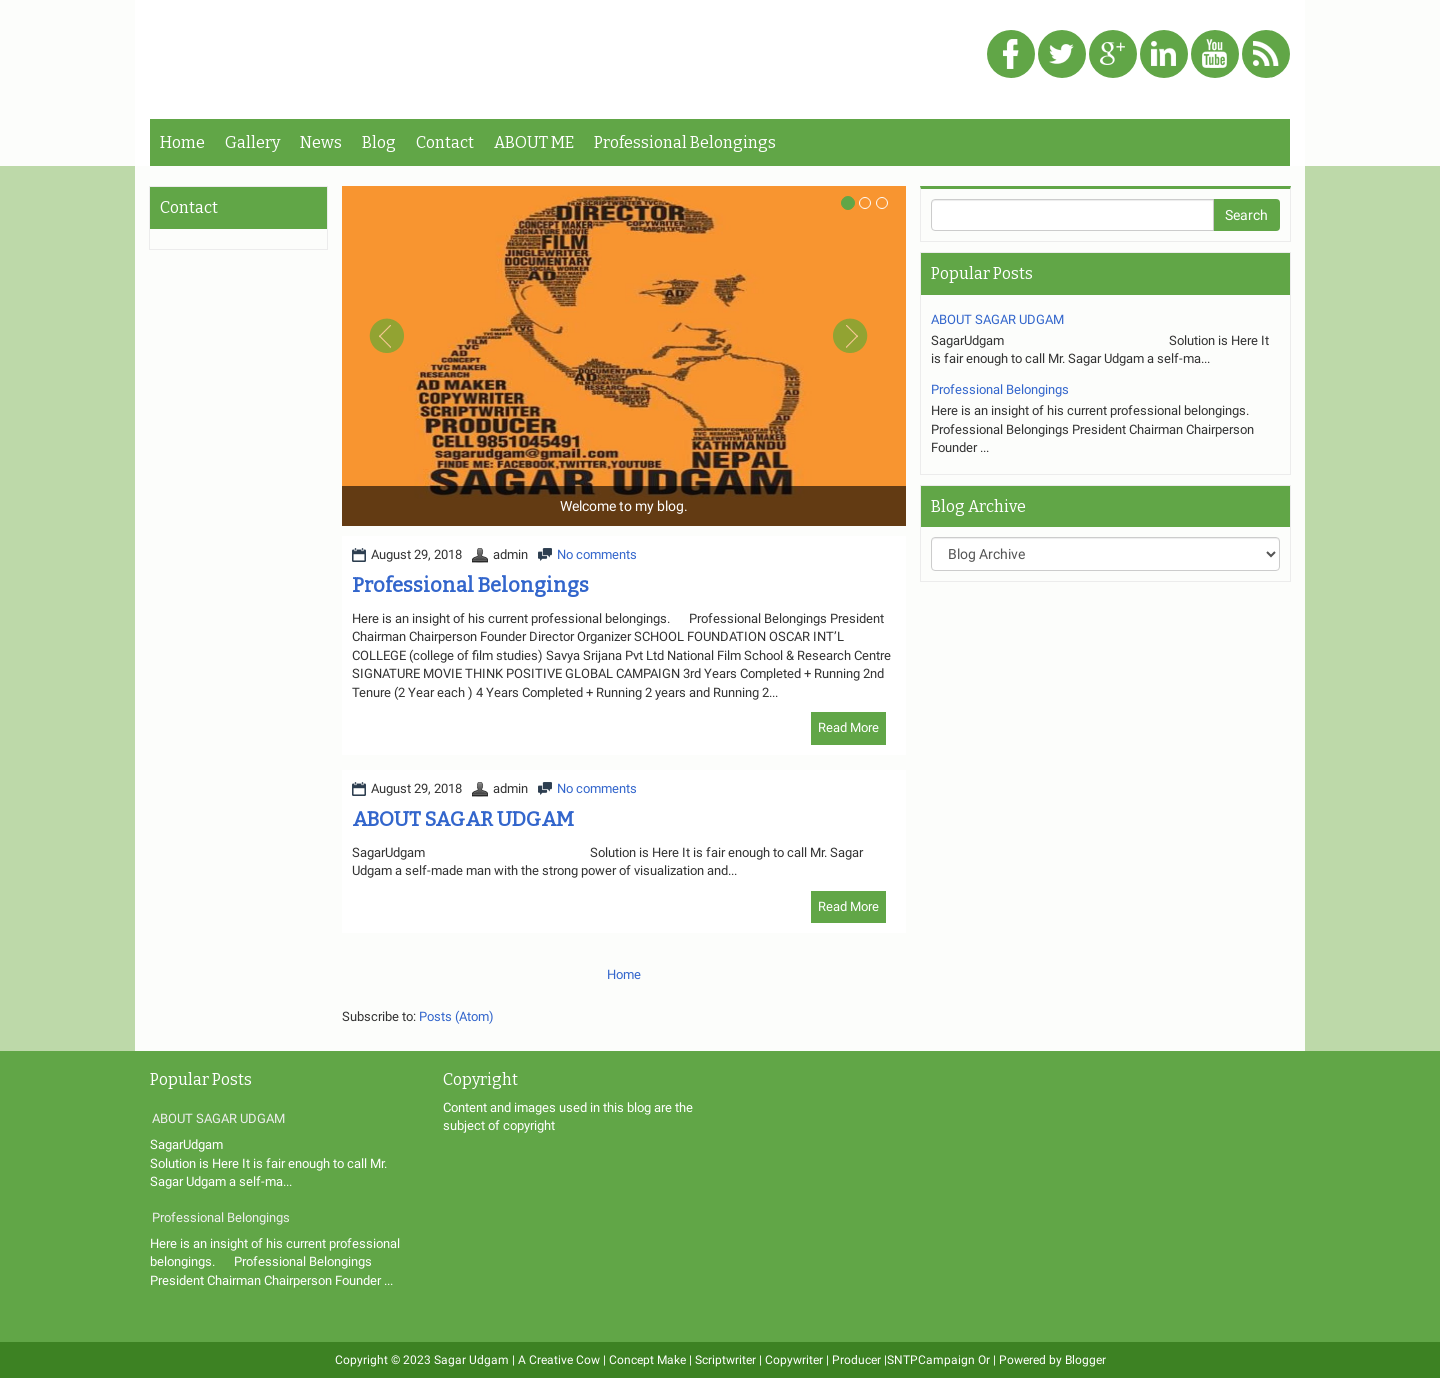 Home Gallery News Blog Contact ABOUT ME Professional Belongings
Contact
DIRECTOR
FILM
JINGLEWRITER
DOCUMENTARY
SOCIAL WORKER
AD
AD MAKER
COPYWRITER
SCRIPTWRITER
PRODUCER
CELL 9851045491
sagarudgam@gmail.com
FINDE ME: FACEBOOK,TWITTER,YOUTUBE
KATHMANDU
NEPAL
SAGAR UDGAM
Welcome to my blog.
August 29, 2018 admin No comments
Professional Belongings
Here is an insight of his current professional belongings. Professional Belongings President
Chairman Chairperson Founder Director Organizer SCHOOL FOUNDATION OSCAR INT’L
COLLEGE (college of film studies) Savya Srijana Pvt Ltd National Film School & Research Centre
SIGNATURE MOVIE THINK POSITIVE GLOBAL CAMPAIGN 3rd Years Completed + Running 2nd
Tenure (2 Year each ) 4 Years Completed + Running 2 years and Running 2...
Read More
August 29, 2018 admin No comments
ABOUT SAGAR UDGAM
SagarUdgam Solution is Here It is fair enough to call Mr. Sagar
Udgam a self-made man with the strong power of visualization and...
Read More
Home
Subscribe to: Posts (Atom)
Search
Popular Posts
ABOUT SAGAR UDGAM
SagarUdgam Solution is Here It
is fair enough to call Mr. Sagar Udgam a self-ma...
Professional Belongings
Here is an insight of his current professional belongings.
Professional Belongings President Chairman Chairperson
Founder ...
Blog Archive
Blog Archive
Popular Posts
ABOUT SAGAR UDGAM
SagarUdgam
Solution is Here It is fair enough to call Mr.
Sagar Udgam a self-ma...
Professional Belongings
Here is an insight of his current professional
belongings. Professional Belongings
President Chairman Chairperson Founder ...
Copyright
Content and images used in this blog are the
subject of copyright
Copyright © 2023 Sagar Udgam | A Creative Cow | Concept Make | Scriptwriter | Copywriter | Producer |SNTPCampaign Or | Powered by Blogger